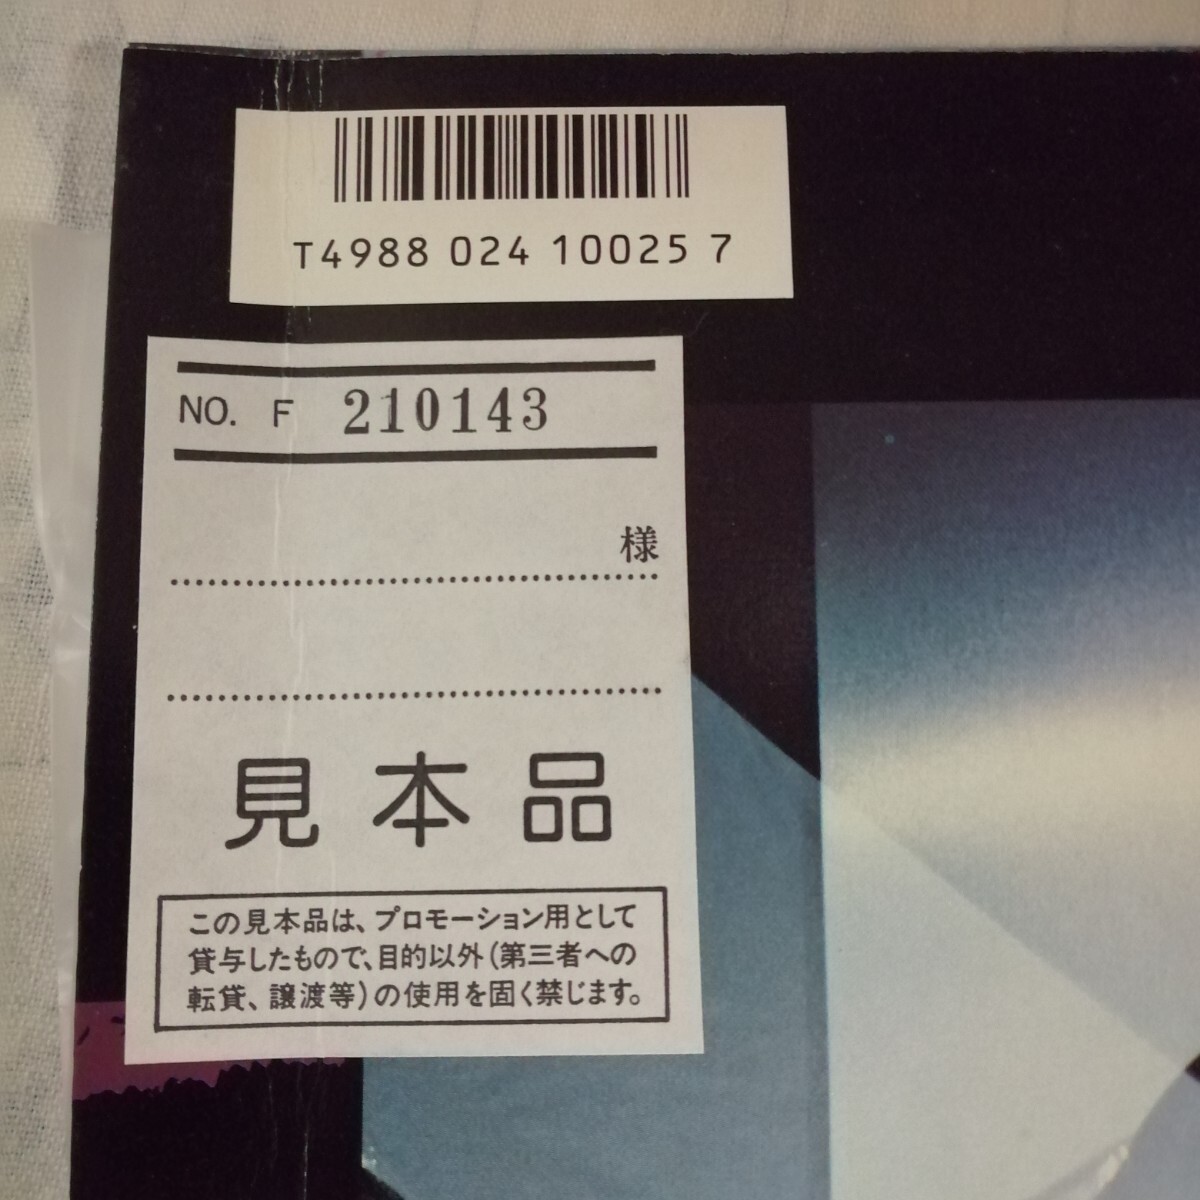 T4988 024 10025 7
NO. F 210143
様
見本品
この見本品は、プロモーション用として
貸与したもので、目的以外(第三者への
転貸、譲渡等)の使用を固く禁じます。